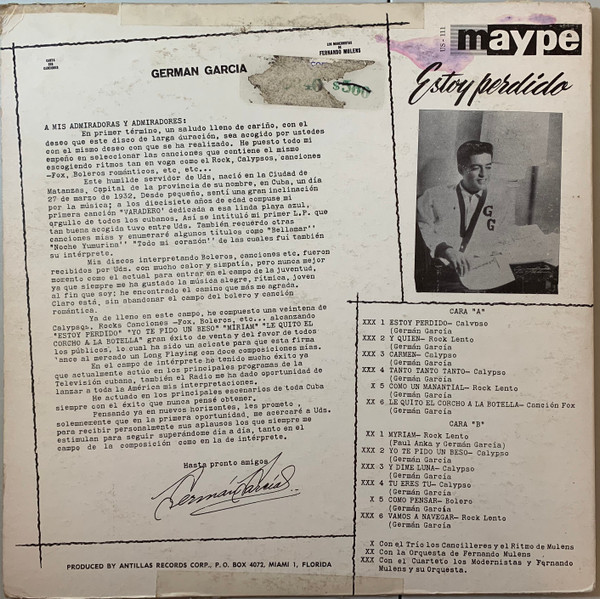 CARTA
CON
CANCIONES
GERMAN GARCIA
LOS MODERNISTAS
DE
FERNANDO MULENS
$500
US-111
maype
Estoy perdido
A MIS ADMIRADORAS Y ADMIRADORES:
En primer término, un saludo lleno de cariño, con el
deseo que este disco de larga duración, sea acogido por ustedes
con el mismo deseo con que se ha realizado. He puesto todo mi
empeño en seleccionar las canciones que contiene el mismo
escogiendo ritmos tan en voga como el Rock, Calypsos, canciones
-Fox, Boleros románticos, etc, etc...
Este humilde servidor de Uds, nació en la Ciudad de
Matanzas, Capital de la provincia de su nombre, en Cuba, un día
27 de marzo de 1932. Desde pequeño, sentí una gran inclinación
por la música; a los diecisiete años de edad compuse mi
primera canción "VARADERO" dedicada a esa linda playa azul,
orgullo de todos los cubanos. Así se intituló mi primer L.P. que
tan buena acogida tuvo entre Uds. También recuerdo otras
canciones mías y enumeraré algunos títulos como "Bellamar"
"Noche Yumurina" "Todo mi corazón" de las cuales fuí también
su intérprete.
Mis discos interpretando Boleros, canciones etc. fueron
recibidos por Uds. con mucho calor y simpatía, pero nunca mejor
momento como el actual para entrar en el campo de la juventud,
ya que siempre me ha gustado la música alegre, rítmica, joven
al fin que soy; he encontrado el camino que más me agrada.
Claro está, sin abandonar el campo del bolero y canción
romántica.
Ya de lleno en este campo, he compuesto una veintena de
Calypsos, Rocks Canciones -Fox, Boleros, etc... alcanzando
"ESTOY PERDIDO" "YO TE PIDO UN BESO" "MIRIAM" "LE QUITO EL
CORCHO A LA BOTELLA" gran éxito de venta y del favor de todos
los públicos, lo cual ha sido un acicate para que esta firma
'ance al mercado un Long Playing con doce composiciones mías.
En el campo de intérprete he tenido mucho éxito ya
que actualmente actúo en los principales programas de la
Televisión cubana, también el Radio me ha dado oportunidad de
lanzar a toda la América mis interpretaciones.
He actuado en los principales escenarios de toda Cuba
siempre con el éxito que nunca pensé obtener.
Pensando ya en nuevos horizontes, les prometo,
solemnemente que en la primera oportunidad, me acercaré a Uds.
para recibir personalmente sus aplausos los que siempre me
estimulan para seguir superándome día a día, tanto en el
campo de la composición como en la de intérprete.
Hasta pronto amigos
Germán García
G G
CARA "A"
XXX 1 ESTOY PERDIDO- Calypso
(Germán García)
XXX 2 Y QUIEN- Rock Lento
(Germán García)
XXX 3 CARMEN- Calypso
(Germán García)
XXX 4 TANTO TANTO TANTO- Calypso
(Germán García)
X 5 COMO UN MANANTIAL- Rock Lento
(Germán García)
XX 6 LE QUITO EL CORCHO A LA BOTELLA- Canción Fox
(Germán García)
CARA "B"
XX 1 MYRIAM- Rock Lento
(Paul Anka y Germán García)
XXX 2 YO TE PIDO UN BESO- Calypso
(Germán García)
XXX 3 Y DIME LUNA- Calypso
(Germán García)
XXX 4 TU ERES TU- Calypso
(Germán García)
X 5 COMO PENSAR- Bolero
(Germán García)
XXX 6 VAMOS A NAVEGAR- Rock Lento
(Germán García)
X Con el Trío los Cancilleres y el Ritmo de Mulens
XX Con la Orquesta de Fernando Mulens
XXX Con el Cuarteto los Modernistas y Fernando
Mulens y su Orquesta.
PRODUCED BY ANTILLAS RECORDS CORP., P. O. BOX 4072, MIAMI 1, FLORIDA